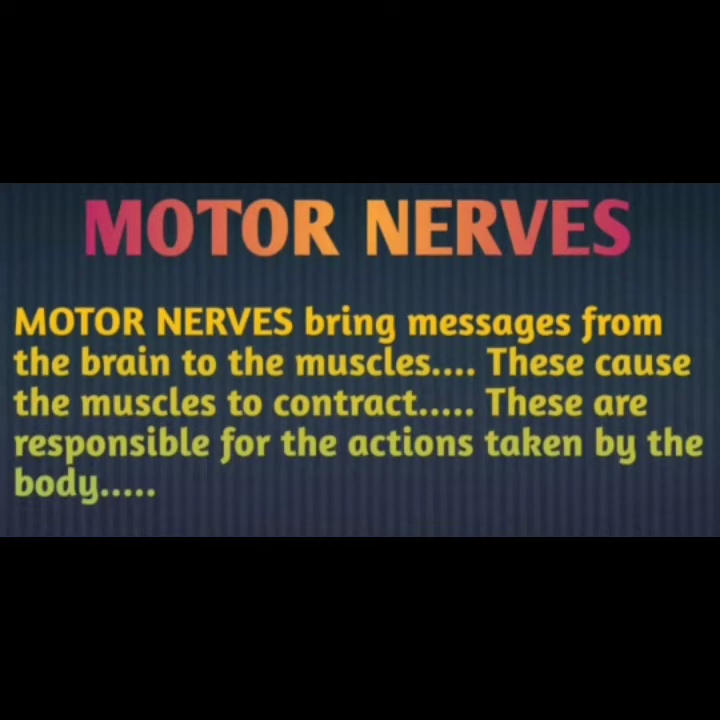 MOTOR NERVES
MOTOR NERVES bring messages from
the brain to the muscles.... These cause
the muscles to contract..... These are
responsible for the actions taken by the
body.....